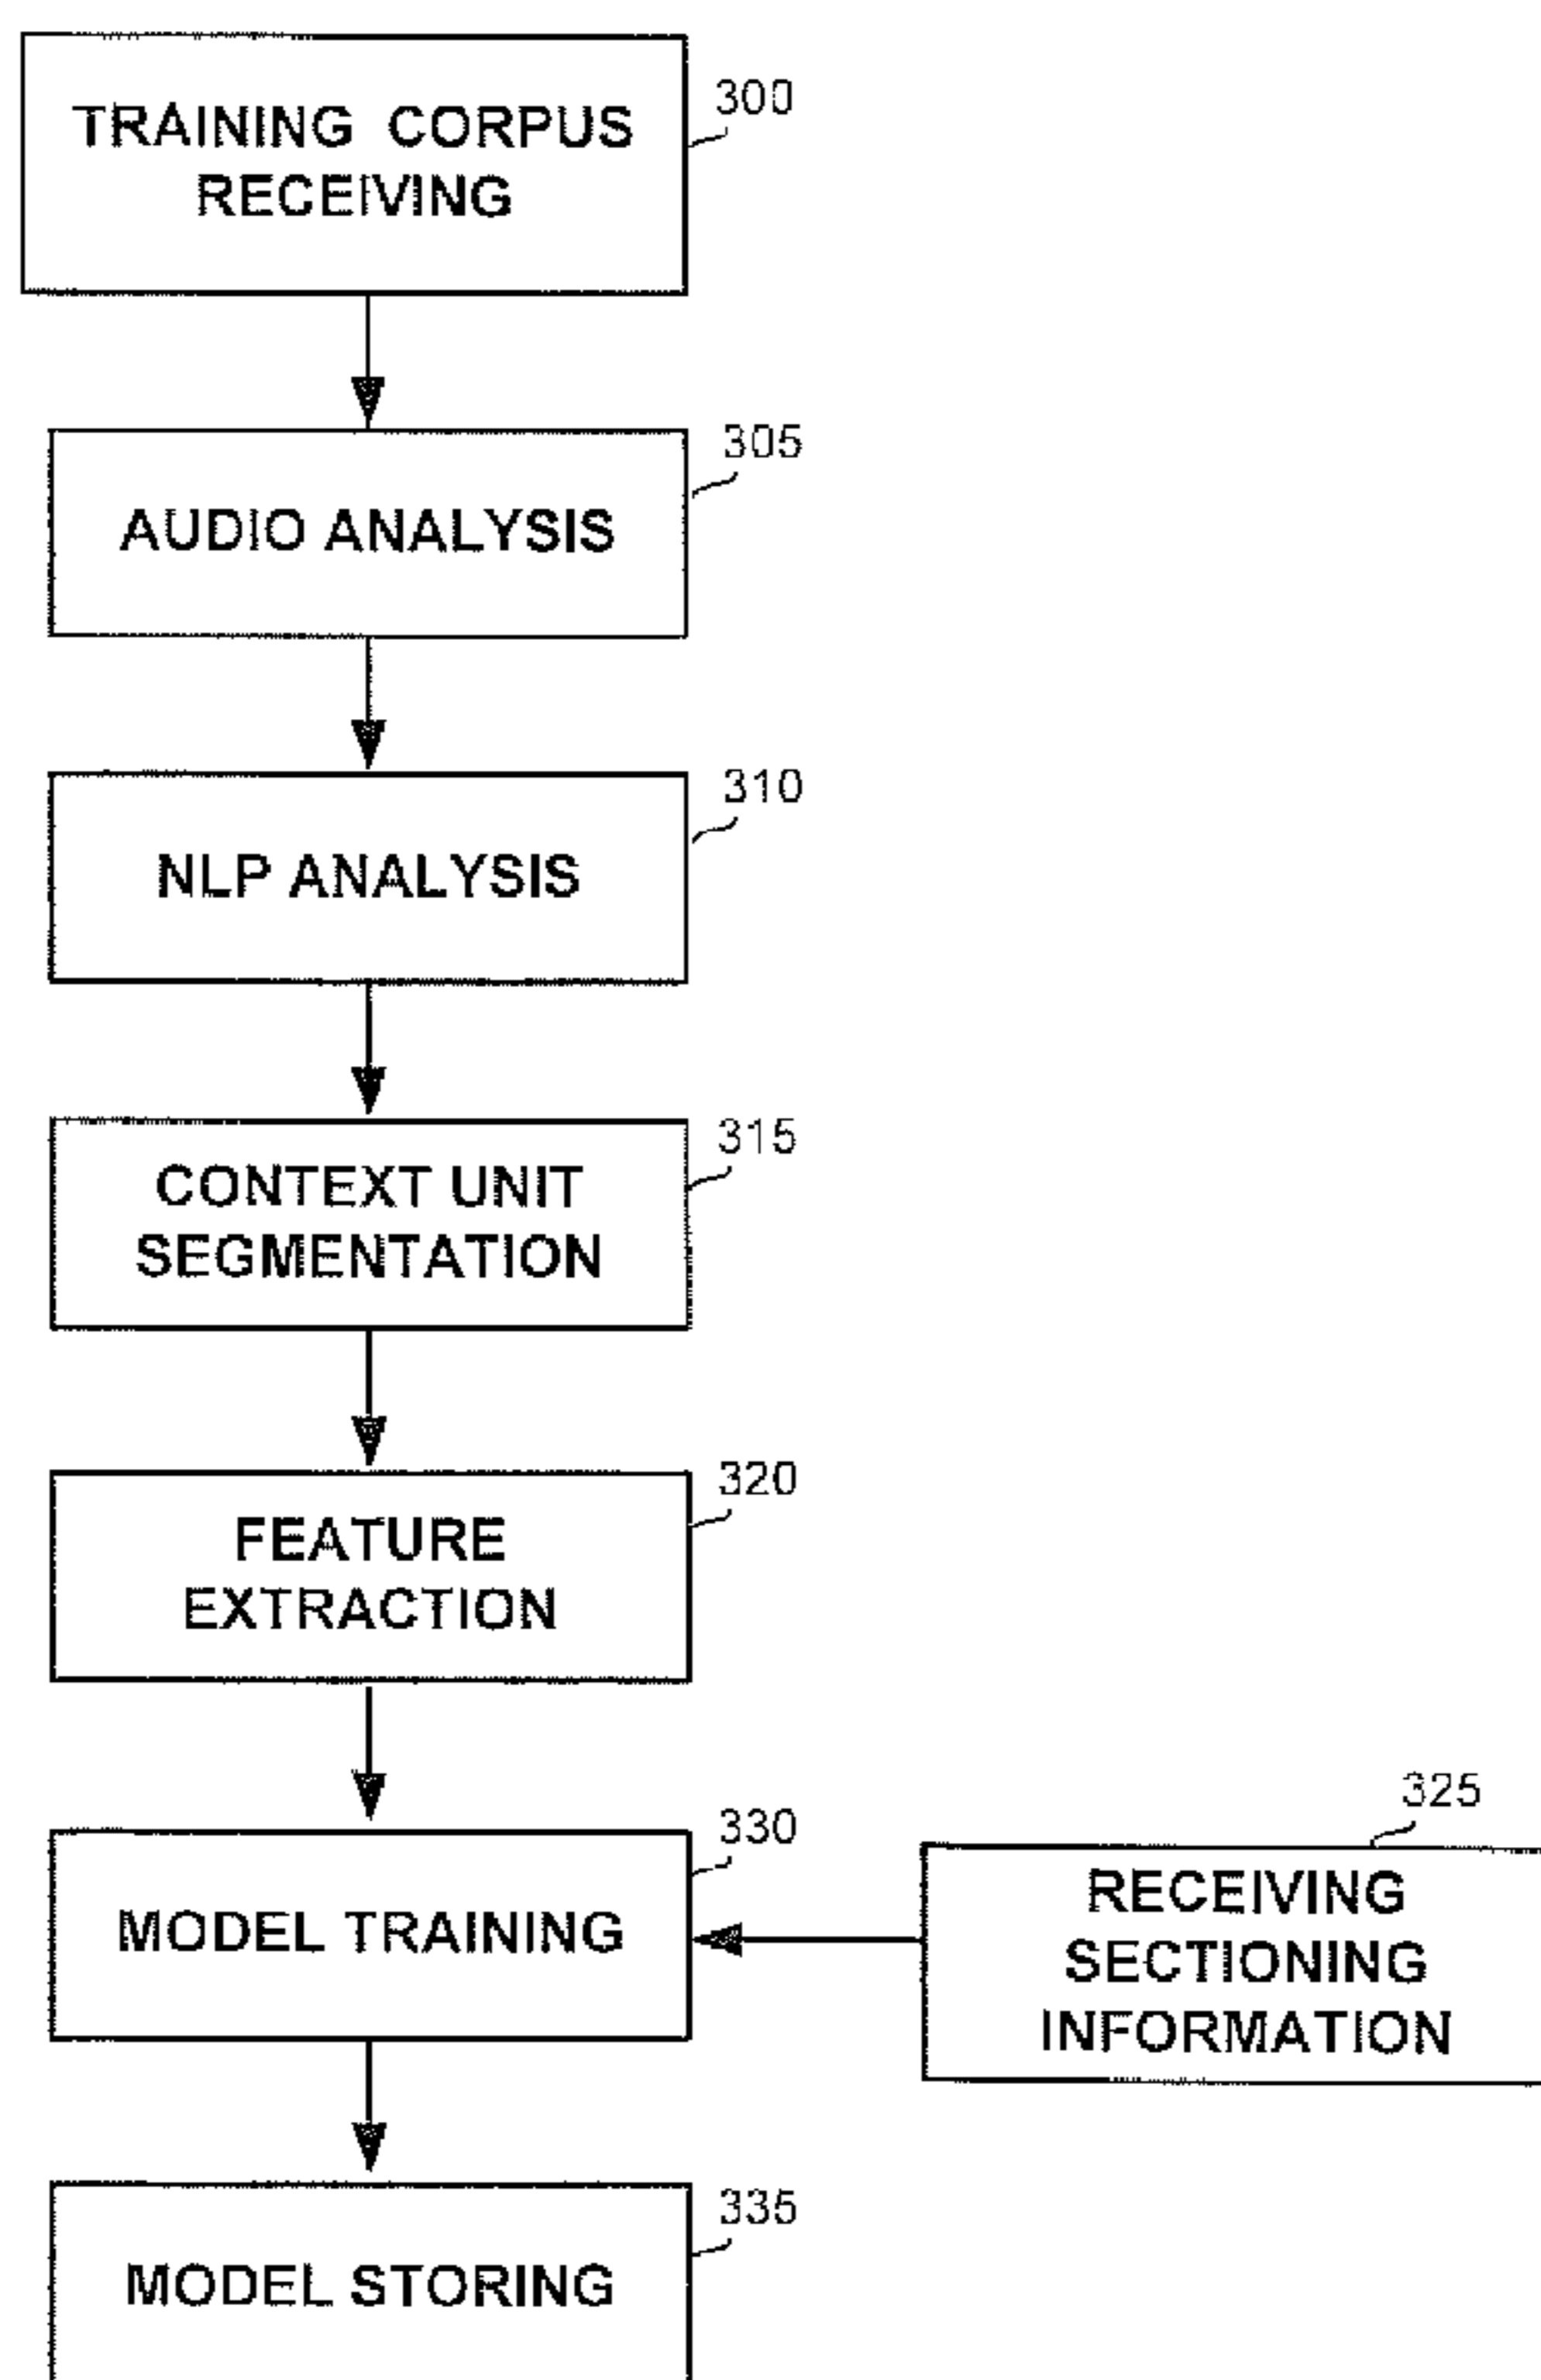 TRAINING CORPUS
RECEIVING
300
AUDIO ANALYSIS
305
NLP ANALYSIS
310
CONTEXT UNIT
SEGMENTATION
315
FEATURE
EXTRACTION
320
MODEL TRAINING
330
RECEIVING
SECTIONING
INFORMATION
325
MODEL STORING
335